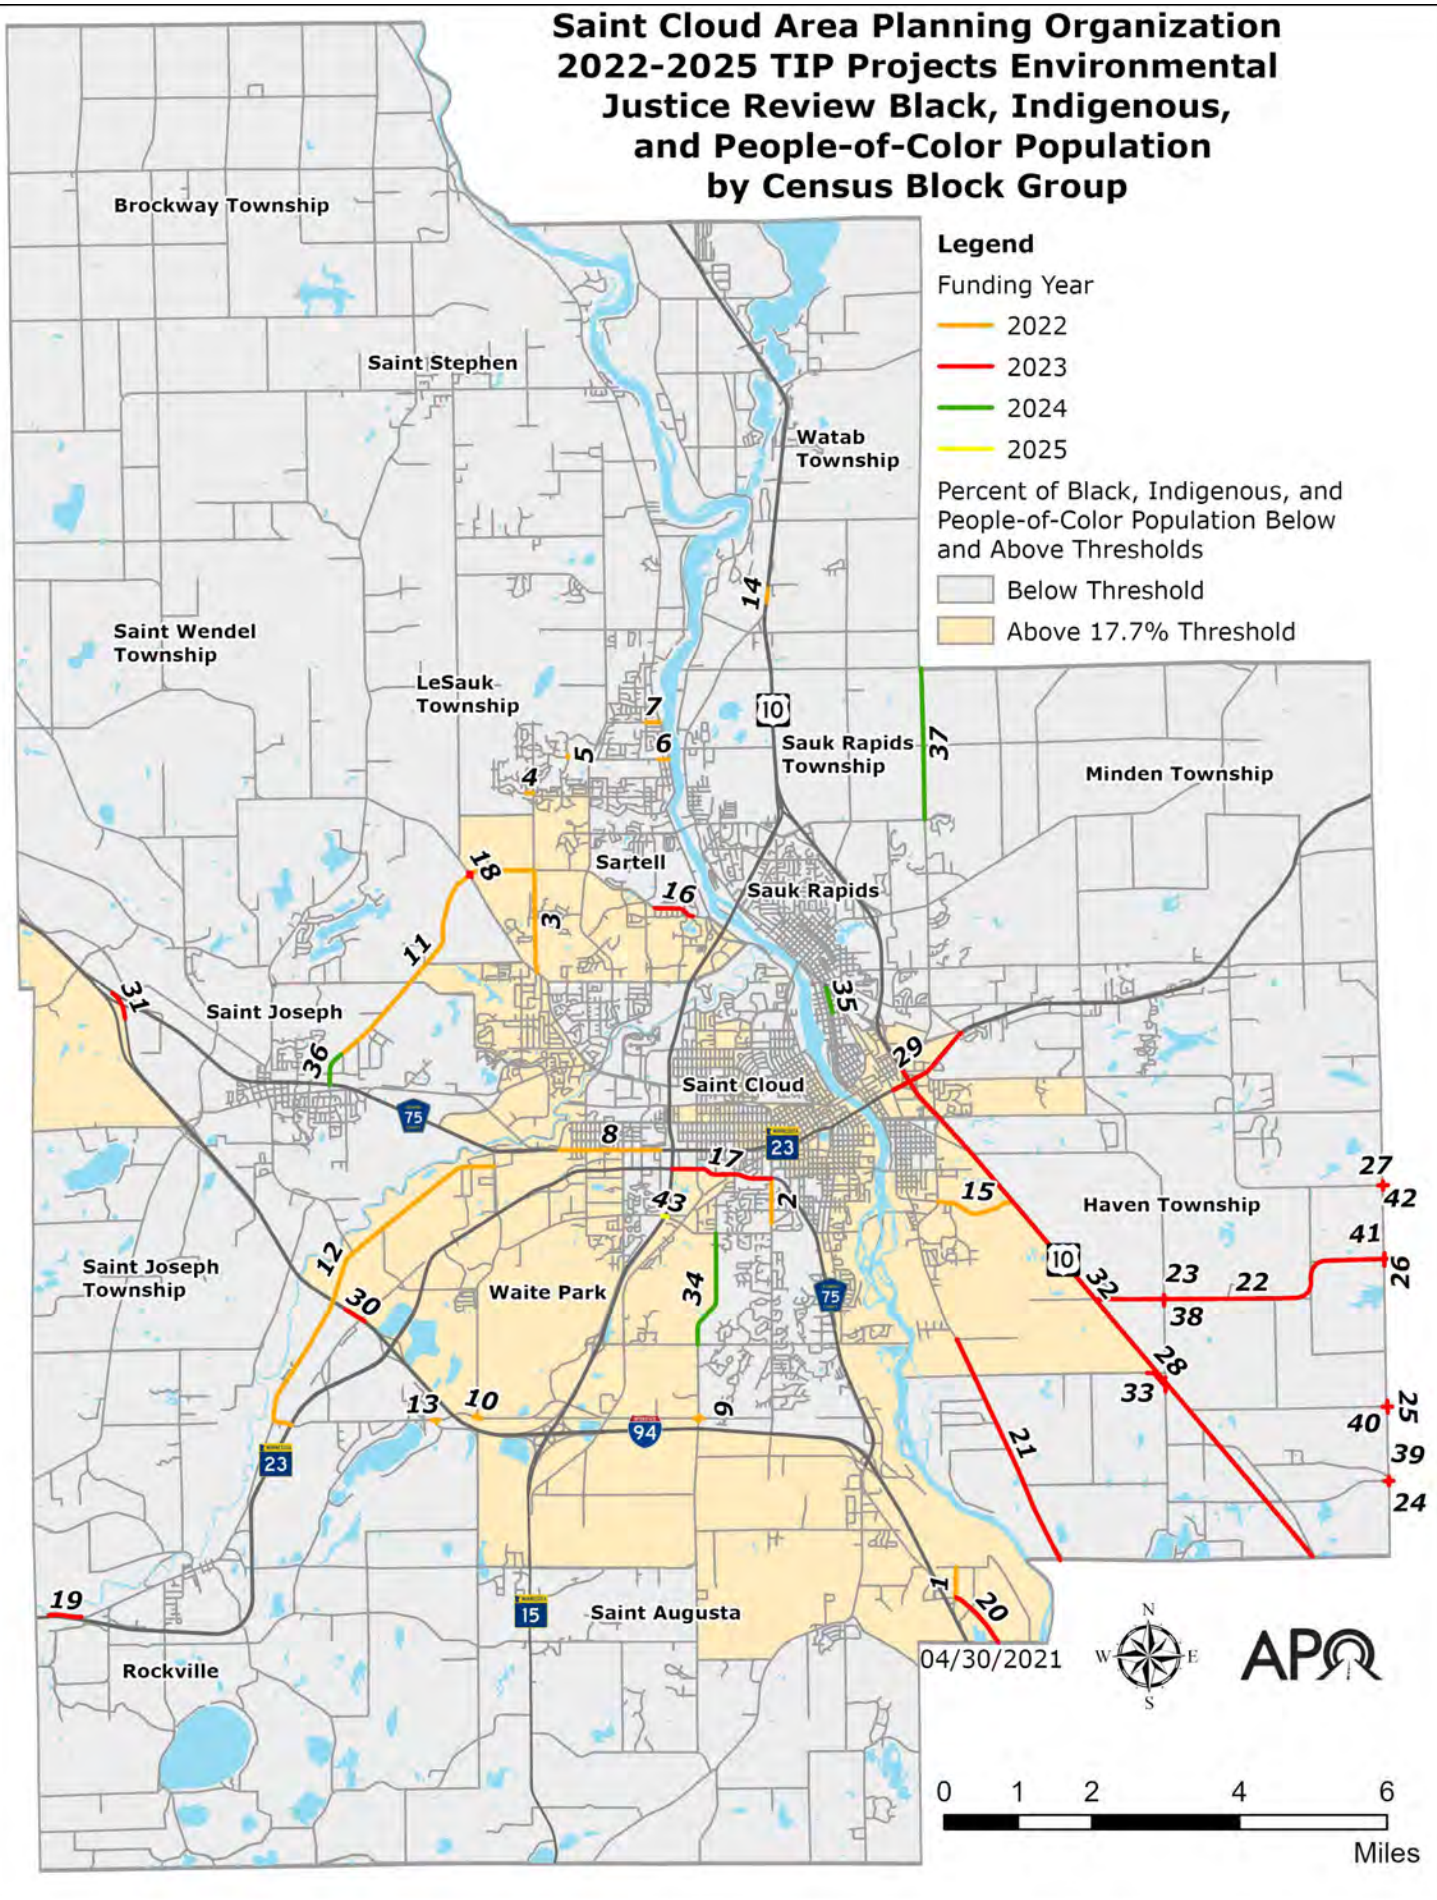 Saint Cloud Area Planning Organization
2022-2025 TIP Projects Environmental
Justice Review Black, Indigenous,
and People-of-Color Population
by Census Block Group
Legend
Funding Year
2022
2023
2024
2025
Percent of Black, Indigenous, and
People-of-Color Population Below
and Above Thresholds
Below Threshold
Above 17.7% Threshold
Brockway Township
Saint Stephen
Watab
Township
14
Saint Wendel
Township
LeSauk
Township
7
10
6
5
4
Sauk Rapids
Township
37
Minden Township
18
Sartell
16
Sauk Rapids
3
11
31
Saint Joseph
35
36
29
Saint Cloud
75
8
23
17
27
42
15
43
2
Haven Township
41
26
12
Saint Joseph
Township
10
23
22
32
38
Waite Park
34
75
30
28
33
13
10
9
25
40
94
21
39
23
24
19
1
20
15
Saint Augusta
04/30/2021
N
W
E
S
APO
Rockville
0 1 2 4 6
Miles